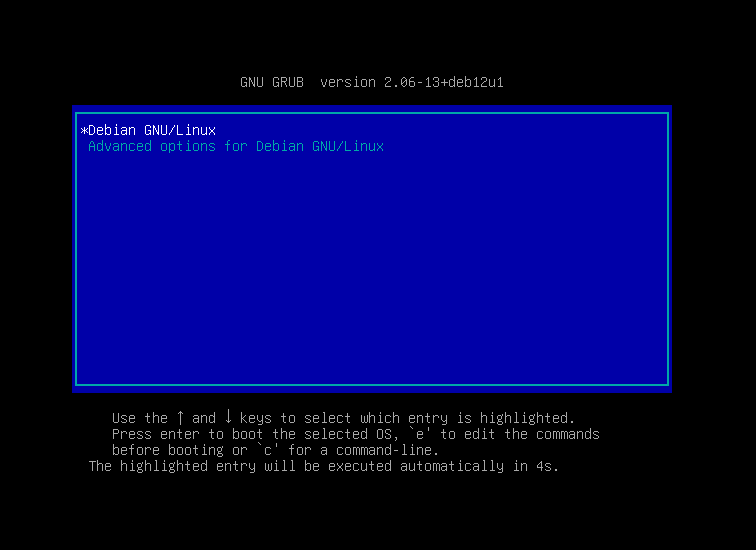 GNU GRUB  version 2.06-13+deb12u1
*Debian GNU/Linux
Advanced options for Debian GNU/Linux
Use the ↑ and ↓ keys to select which entry is highlighted.
Press enter to boot the selected OS, `e' to edit the commands
before booting or `c' for a command-line.
The highlighted entry will be executed automatically in 4s.